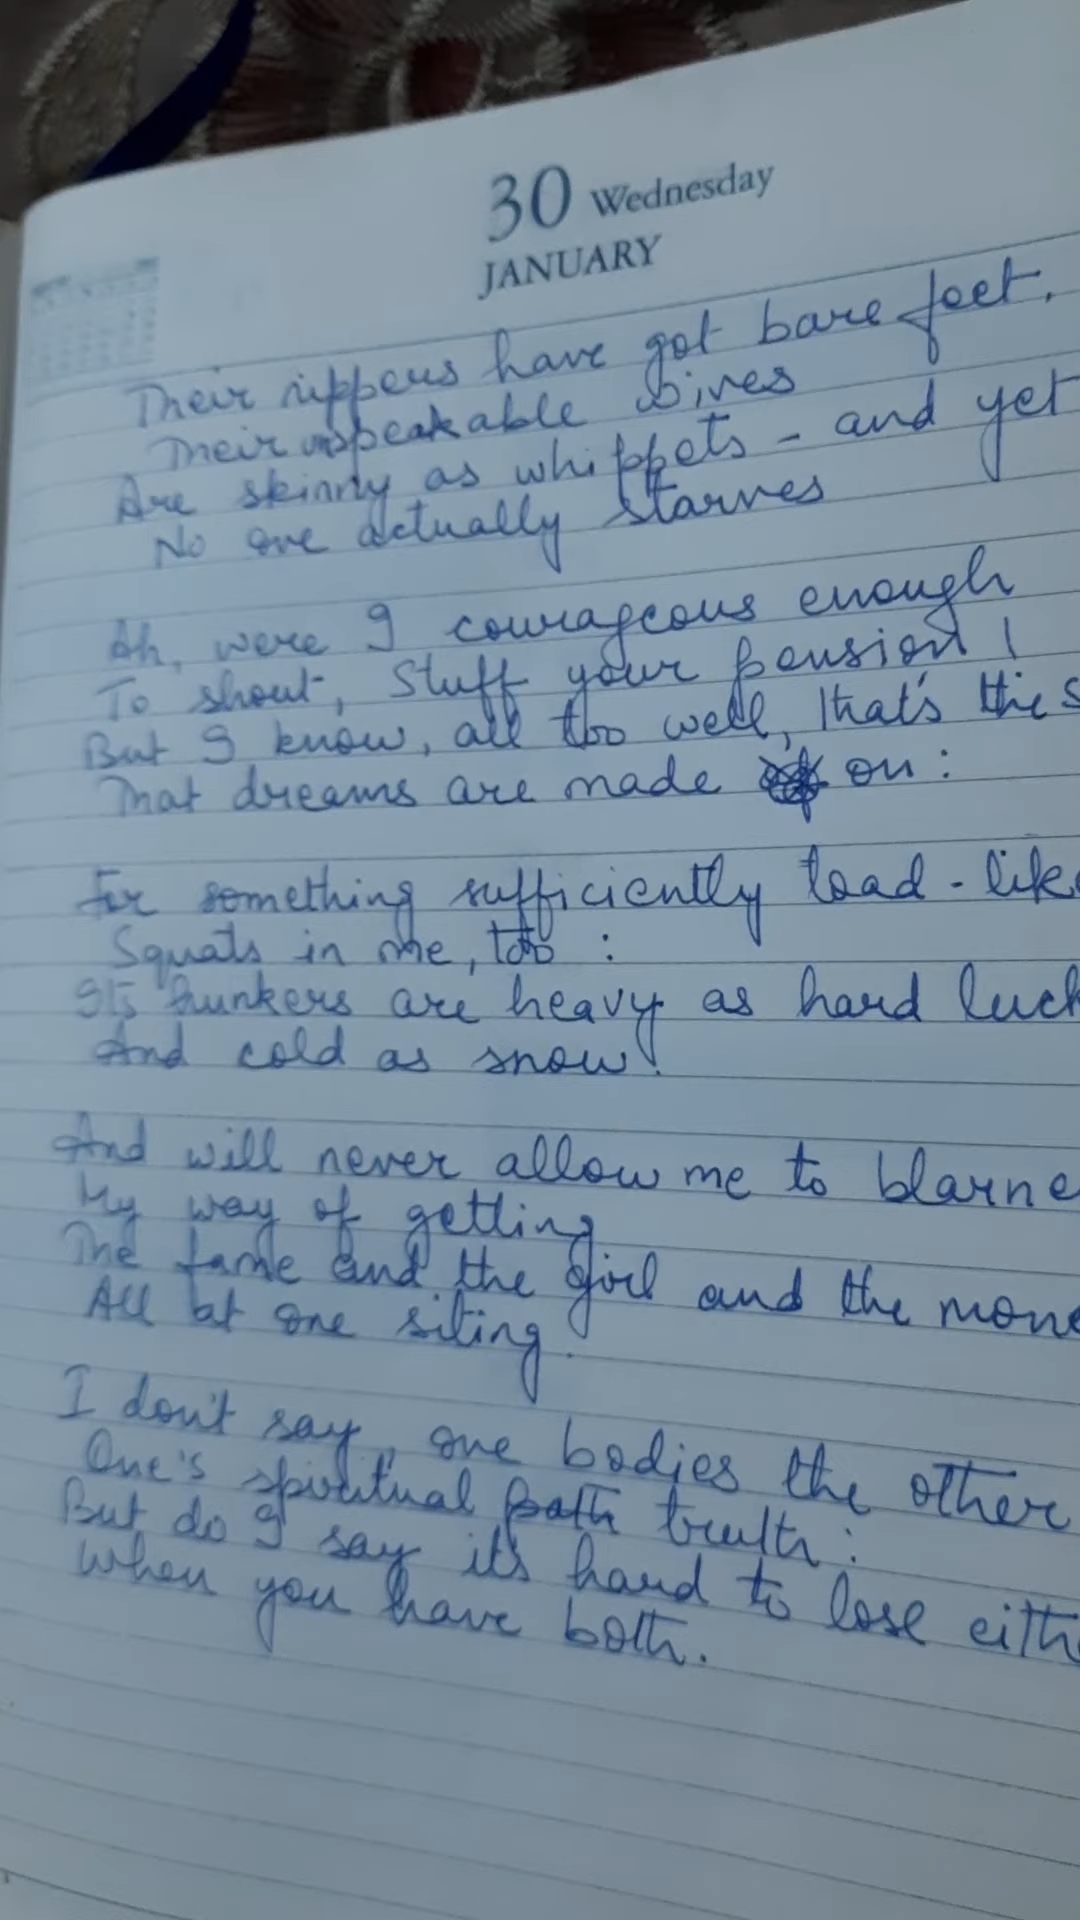 30 Wednesday
JANUARY
Their nippers have got bare feet,
Their unspeakable wives
Are skinny as whippets - and yet
No one actually starves
Ah, were I courageous enough
To shout, Stuff your pension!
But I know, all too well, that's the s
That dreams are made on:
For something sufficiently toad-like
Squats in me, too:
Its hunkers are heavy as hard luck
And cold as snow.
And will never allow me to blarne
My way of getting
The fame and the girl and the mone
All at one siting.
I don't say, one bodies the other
One's spiritual path truth:
But do I say it's hard to lose eithe
When you have both.